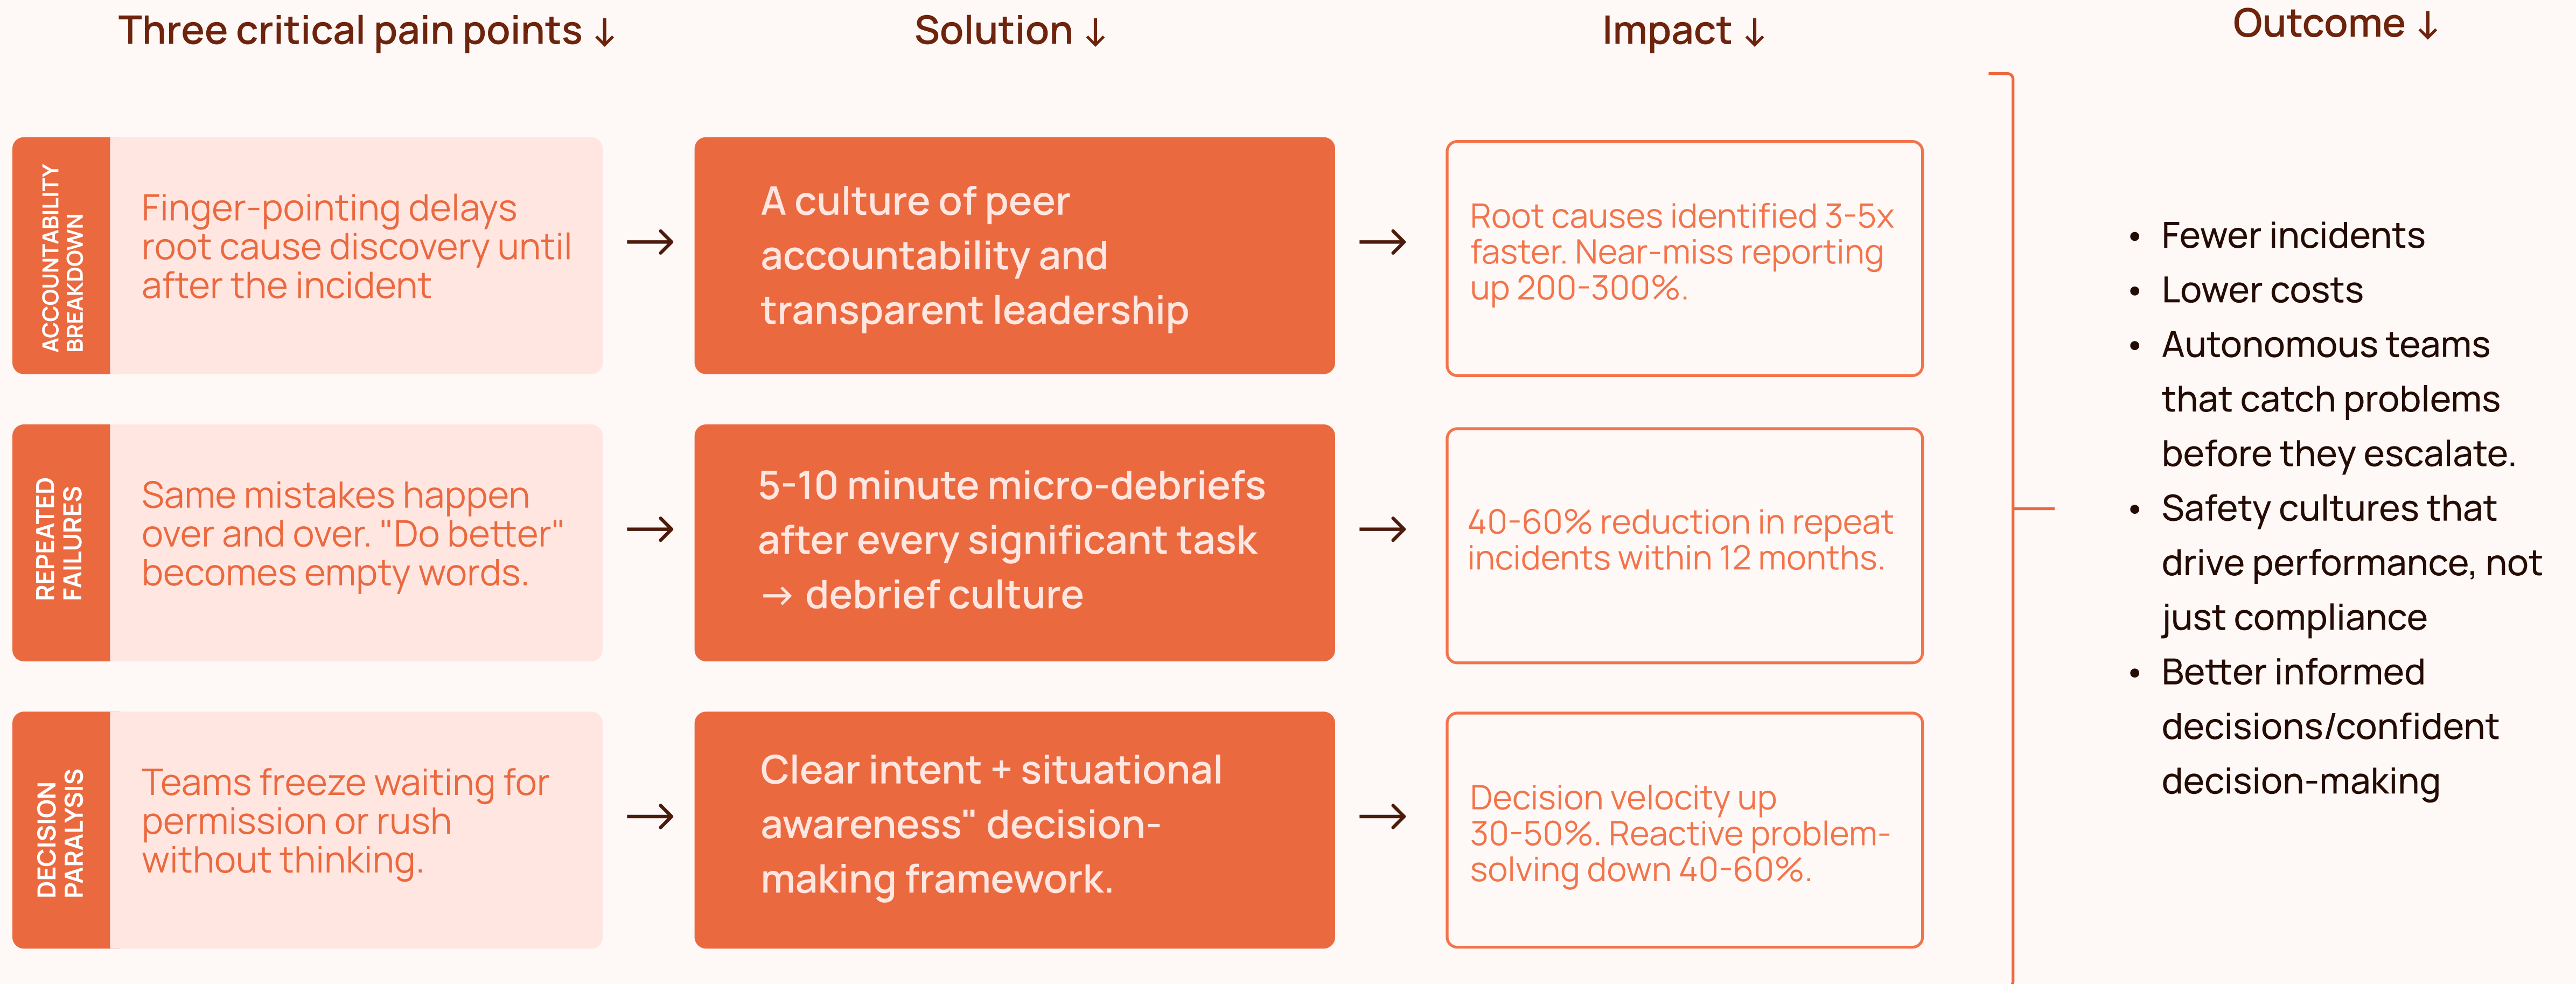 Three critical pain points ↓
Solution ↓
Impact ↓
Outcome ↓
ACCOUNTABILITY
BREAKDOWN
Finger-pointing delays
root cause discovery until
after the incident
→
A culture of peer
accountability and
transparent leadership
→
Root causes identified 3-5x
faster. Near-miss reporting
up 200-300%.
REPEATED
FAILURES
Same mistakes happen
over and over. "Do better"
becomes empty words.
→
5-10 minute micro-debriefs
after every significant task
→ debrief culture
→
40-60% reduction in repeat
incidents within 12 months.
DECISION
PARALYSIS
Teams freeze waiting for
permission or rush
without thinking.
→
Clear intent + situational
awareness" decision-
making framework.
→
Decision velocity up
30-50%. Reactive problem-
solving down 40-60%.
• Fewer incidents
• Lower costs
• Autonomous teams
that catch problems
before they escalate.
• Safety cultures that
drive performance, not
just compliance
• Better informed
decisions/confident
decision-making